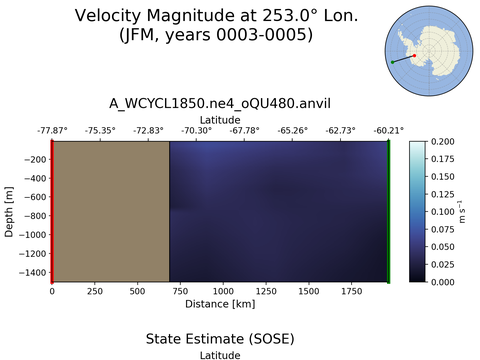 Velocity Magnitude at 253.0° Lon.
(JFM, years 0003-0005)
A_WCYCL1850.ne4_oQU480.anvil
Latitude
-77.87° -75.35° -72.83° -70.30° -67.78° -65.26° -62.73° -60.21°
Depth [m]
−200
−400
−600
−800
−1000
−1200
−1400
0 250 500 750 1000 1250 1500 1750
Distance [km]
0.200
0.175
0.150
0.125
0.100
0.075
0.050
0.025
0.000
m s⁻¹
State Estimate (SOSE)
Latitude